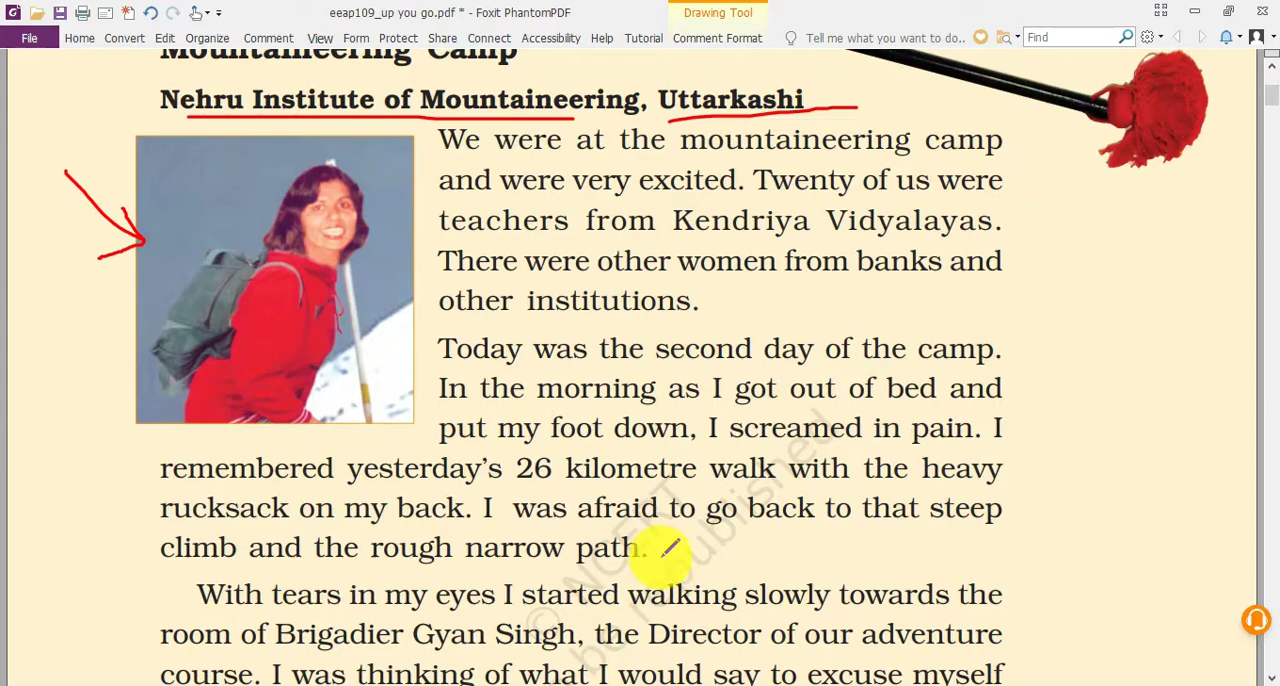 eeap109_up you go.pdf * - Foxit PhantomPDF
Drawing Tool
File Home Convert Edit Organize Comment View Form Protect Share Connect Accessibility Help Tutorial Comment Format Tell me what you want to do.. Find
Mountaineering Camp
Nehru Institute of Mountaineering, Uttarkashi
We were at the mountaineering camp
and were very excited. Twenty of us were
teachers from Kendriya Vidyalayas.
There were other women from banks and
other institutions.
Today was the second day of the camp.
In the morning as I got out of bed and
put my foot down, I screamed in pain. I
remembered yesterday's 26 kilometre walk with the heavy
rucksack on my back. I was afraid to go back to that steep
climb and the rough narrow path.
With tears in my eyes I started walking slowly towards the
room of Brigadier Gyan Singh, the Director of our adventure
course. I was thinking of what I would say to excuse myself
© NCERT
be republished